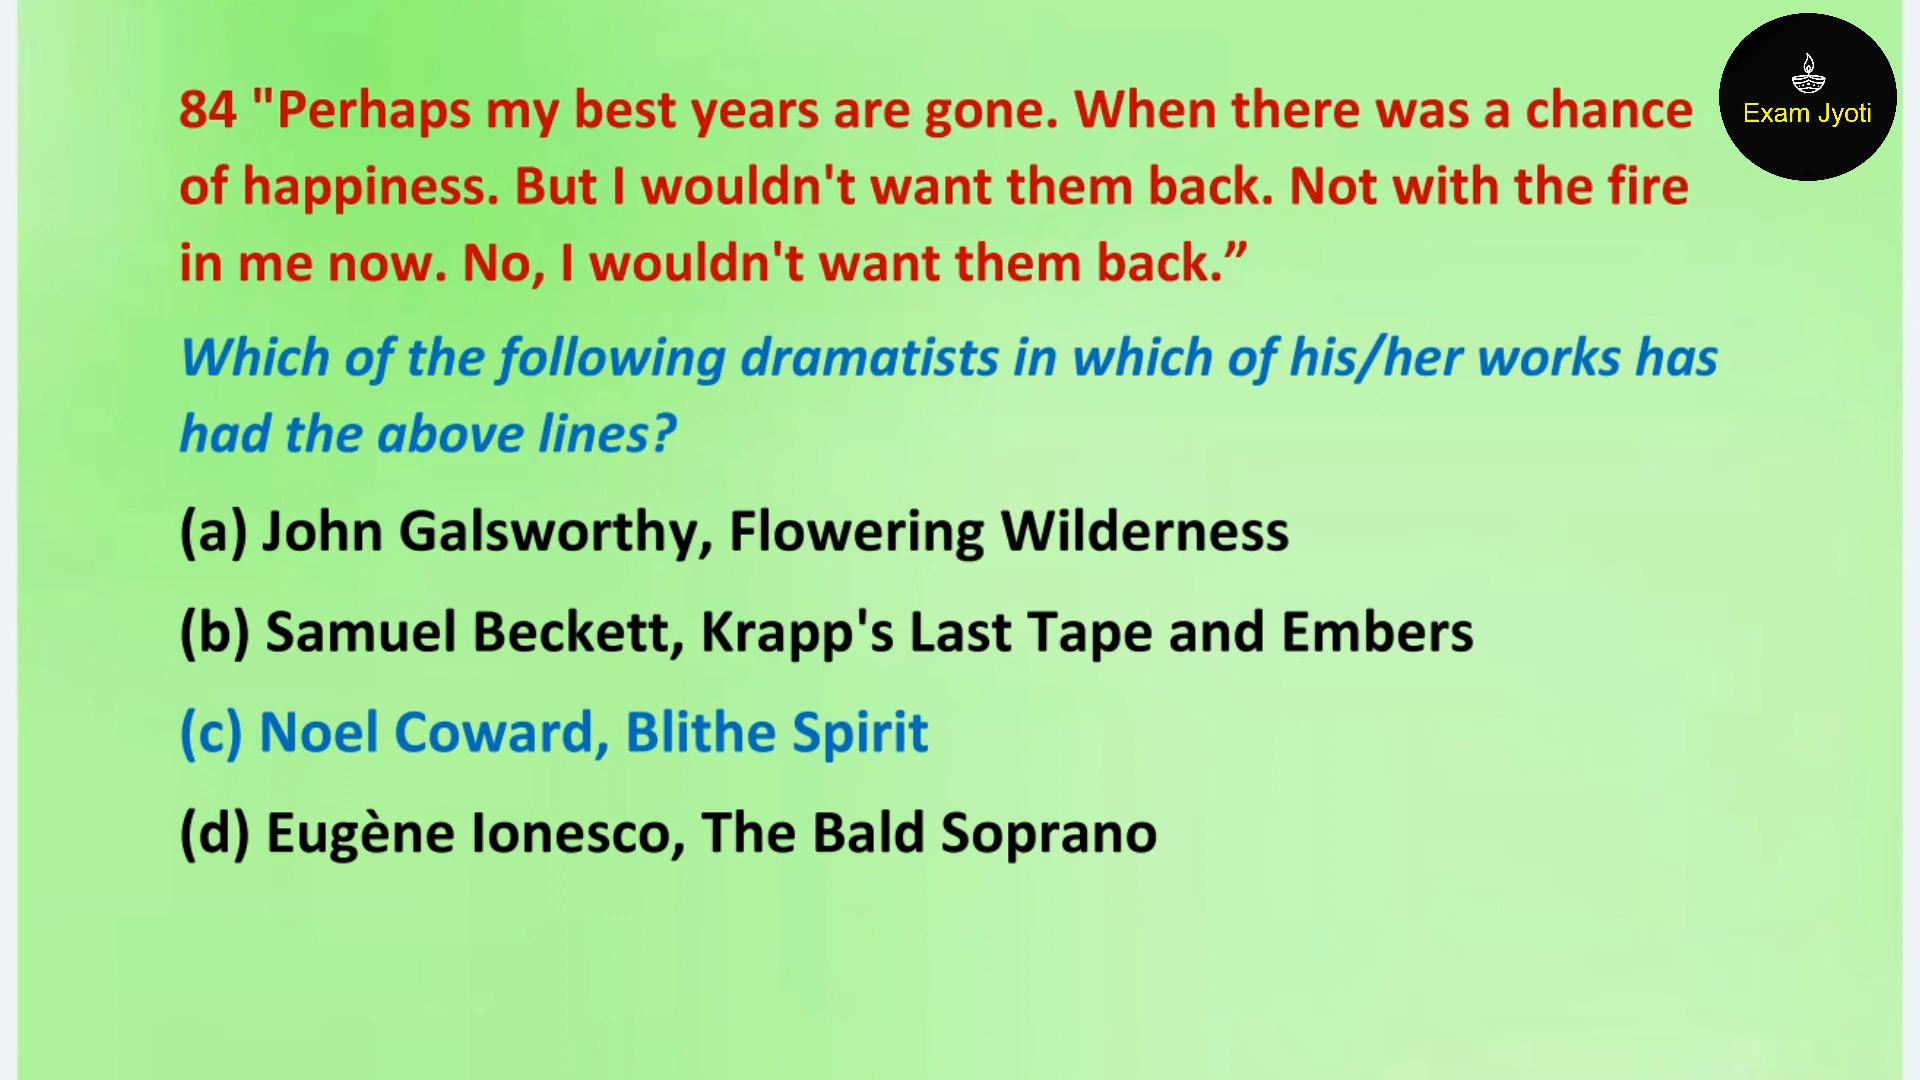 84 "Perhaps my best years are gone. When there was a chance
of happiness. But I wouldn't want them back. Not with the fire
in me now. No, I wouldn't want them back.”
Which of the following dramatists in which of his/her works has
had the above lines?
(a) John Galsworthy, Flowering Wilderness
(b) Samuel Beckett, Krapp's Last Tape and Embers
(c) Noel Coward, Blithe Spirit
(d) Eugène Ionesco, The Bald Soprano
Exam Jyoti